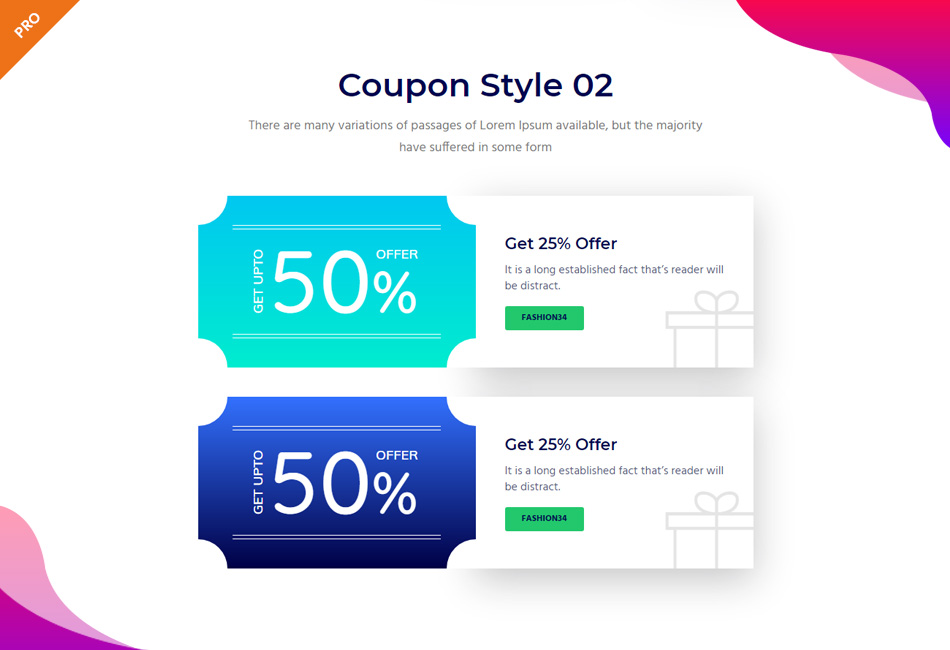 PRO
Coupon Style 02
There are many variations of passages of Lorem Ipsum available, but the majority
have suffered in some form
GET UPTO
50%
OFFER
Get 25% Offer
It is a long established fact that's reader will
be distract.
FASHION34
GET UPTO
50%
OFFER
Get 25% Offer
It is a long established fact that's reader will
be distract.
FASHION34